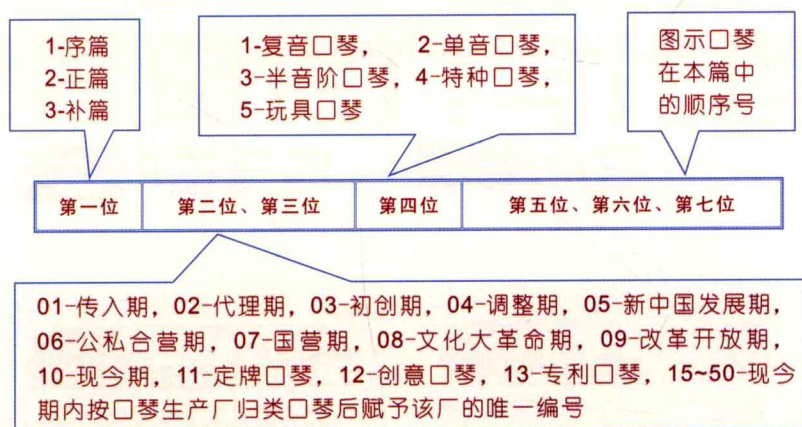 1-序篇
2-正篇
3-补篇
1-复音口琴， 2-单音口琴，
3-半音阶口琴，4-特种口琴，
5-玩具口琴
图示口琴
在本篇中
的顺序号
第一位 第二位、第三位 第四位 第五位、第六位、第七位
01-传入期，02-代理期，03-初创期，04-调整期，05-新中国发展期，
06-公私合营期，07-国营期，08-文化大革命期，09-改革开放期，
10-现今期，11-定牌口琴，12-创意口琴，13-专利口琴，15~50-现今
期内按口琴生产厂归类口琴后赋予该厂的唯一编号